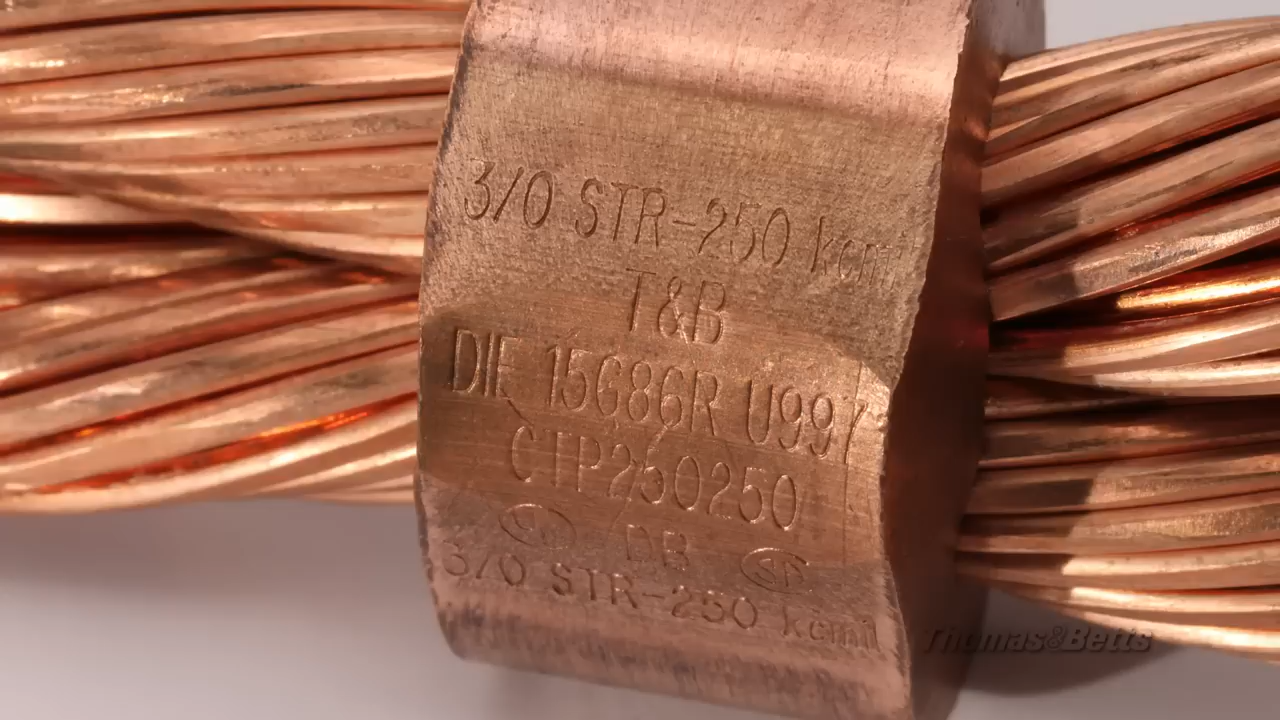 3/0 STR-250 kcmil
T&B
DIE 15G86R U997
CTP250250
DB
3/0 STR-250 kcmil
Thomas&Betts